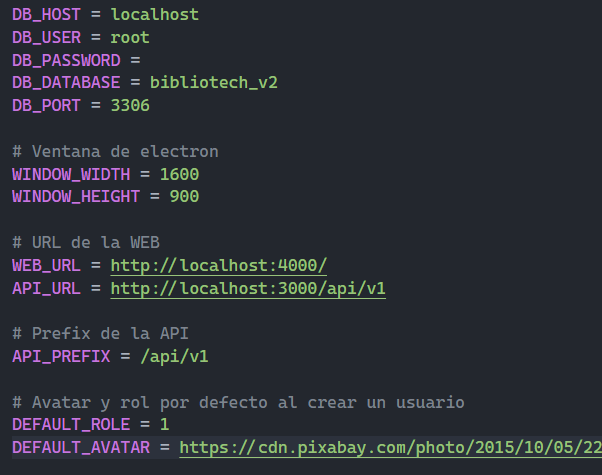 DB_HOST = localhost
DB_USER = root
DB_PASSWORD =
DB_DATABASE = bibliotech_v2
DB_PORT = 3306
# Ventana de electron
WINDOW_WIDTH = 1600
WINDOW_HEIGHT = 900
# URL de la WEB
WEB_URL = http://localhost:4000/
API_URL = http://localhost:3000/api/v1
# Prefix de la API
API_PREFIX = /api/v1
# Avatar y rol por defecto al crear un usuario
DEFAULT_ROLE = 1
DEFAULT_AVATAR = https://cdn.pixabay.com/photo/2015/10/05/22